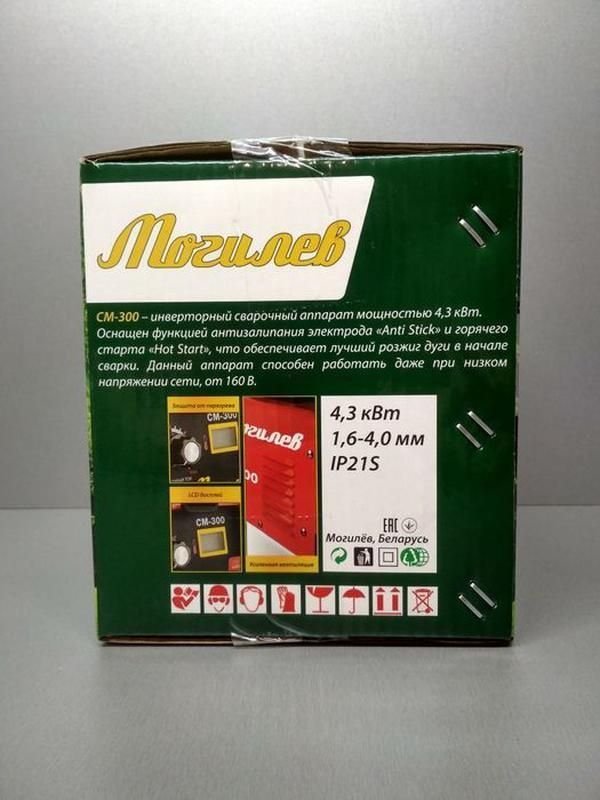 Могилев
СМ-300 – инверторный сварочный аппарат мощностью 4,3 кВт.
Оснащен функцией антизалипания электрода «Anti Stick» и горячего
старта «Hot Start», что обеспечивает лучший розжиг дуги в начале
сварки. Данный аппарат способен работать даже при низком
напряжении сети, от 160 В.
Защита от перегрева
СМ-300
LCD дисплей
СМ-300
огилев
00
Усиленная вентиляция
4,3 кВт
1,6-4,0 мм
IP21S
EAC
Могилёв, Беларусь